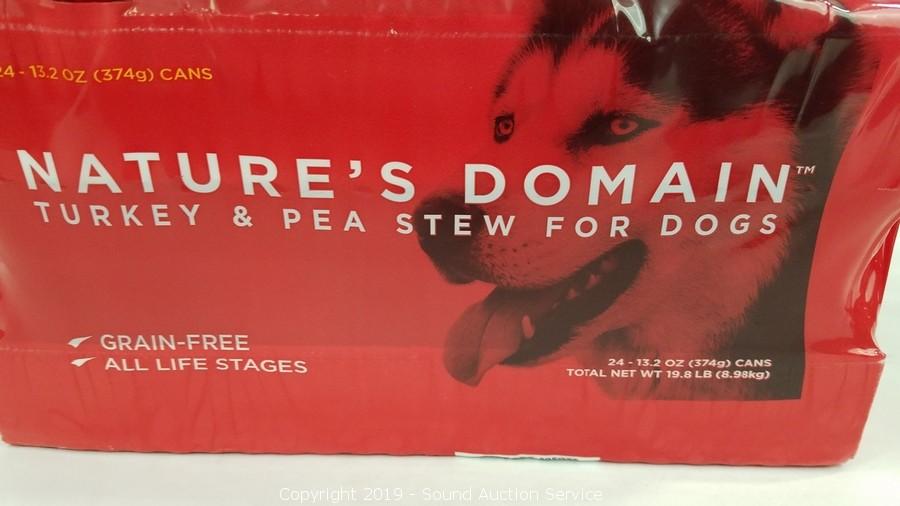 24 - 13.2 OZ (374g) CANS
NATURE'S DOMAIN™
TURKEY & PEA STEW FOR DOGS
GRAIN-FREE
ALL LIFE STAGES
24 - 13.2 OZ (374g) CANS
TOTAL NET WT 19.8 LB (8.98kg)
Copyright 2019 - Sound Auction Service